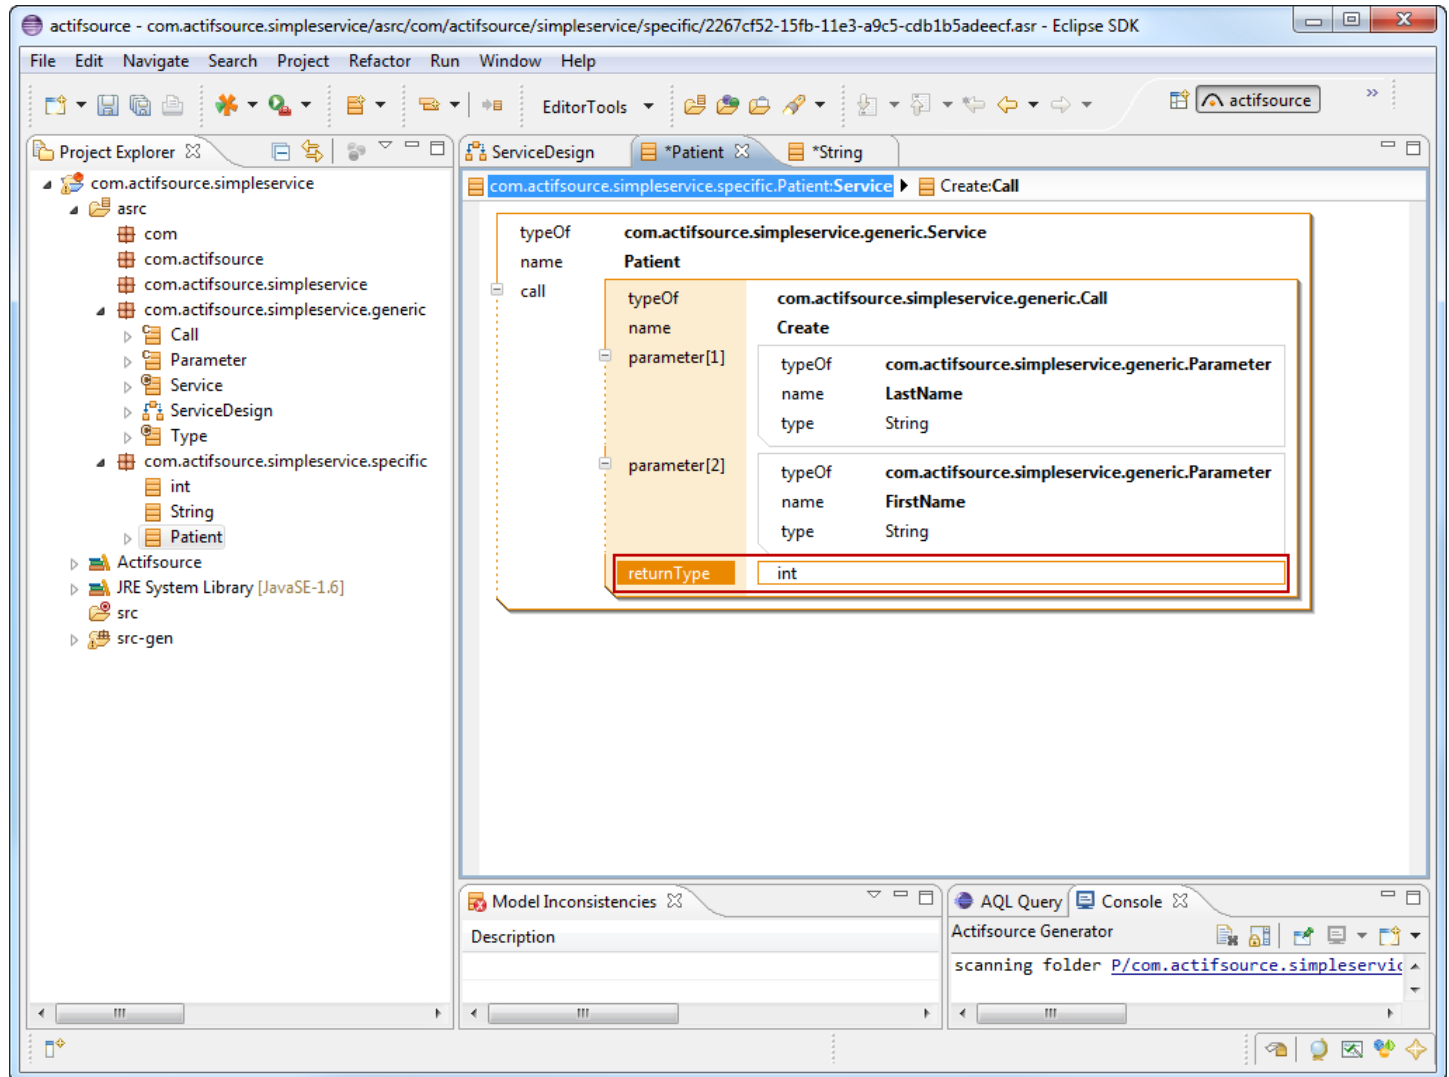 actifsource - com.actifsource.simpleservice/asrc/com/actifsource/simpleservice/specific/2267cf52-15fb-11e3-a9c5-cdb1b5adeecf.asr - Eclipse SDK
File Edit Navigate Search Project Refactor Run Window Help
EditorTools
actifsource
Project Explorer
com.actifsource.simpleservice
asrc
com
com.actifsource
com.actifsource.simpleservice
com.actifsource.simpleservice.generic
Call
Parameter
Service
ServiceDesign
Type
com.actifsource.simpleservice.specific
int
String
Patient
Actifsource
JRE System Library [JavaSE-1.6]
src
src-gen
ServiceDesign *Patient *String
com.actifsource.simpleservice.specific.Patient:Service Create:Call
typeOf com.actifsource.simpleservice.generic.Service
name Patient
call
typeOf com.actifsource.simpleservice.generic.Call
name Create
parameter[1]
typeOf com.actifsource.simpleservice.generic.Parameter
name LastName
type String
parameter[2]
typeOf com.actifsource.simpleservice.generic.Parameter
name FirstName
type String
returnType int
Model Inconsistencies
Description
AQL Query Console
Actifsource Generator
scanning folder P/com.actifsource.simpleservic